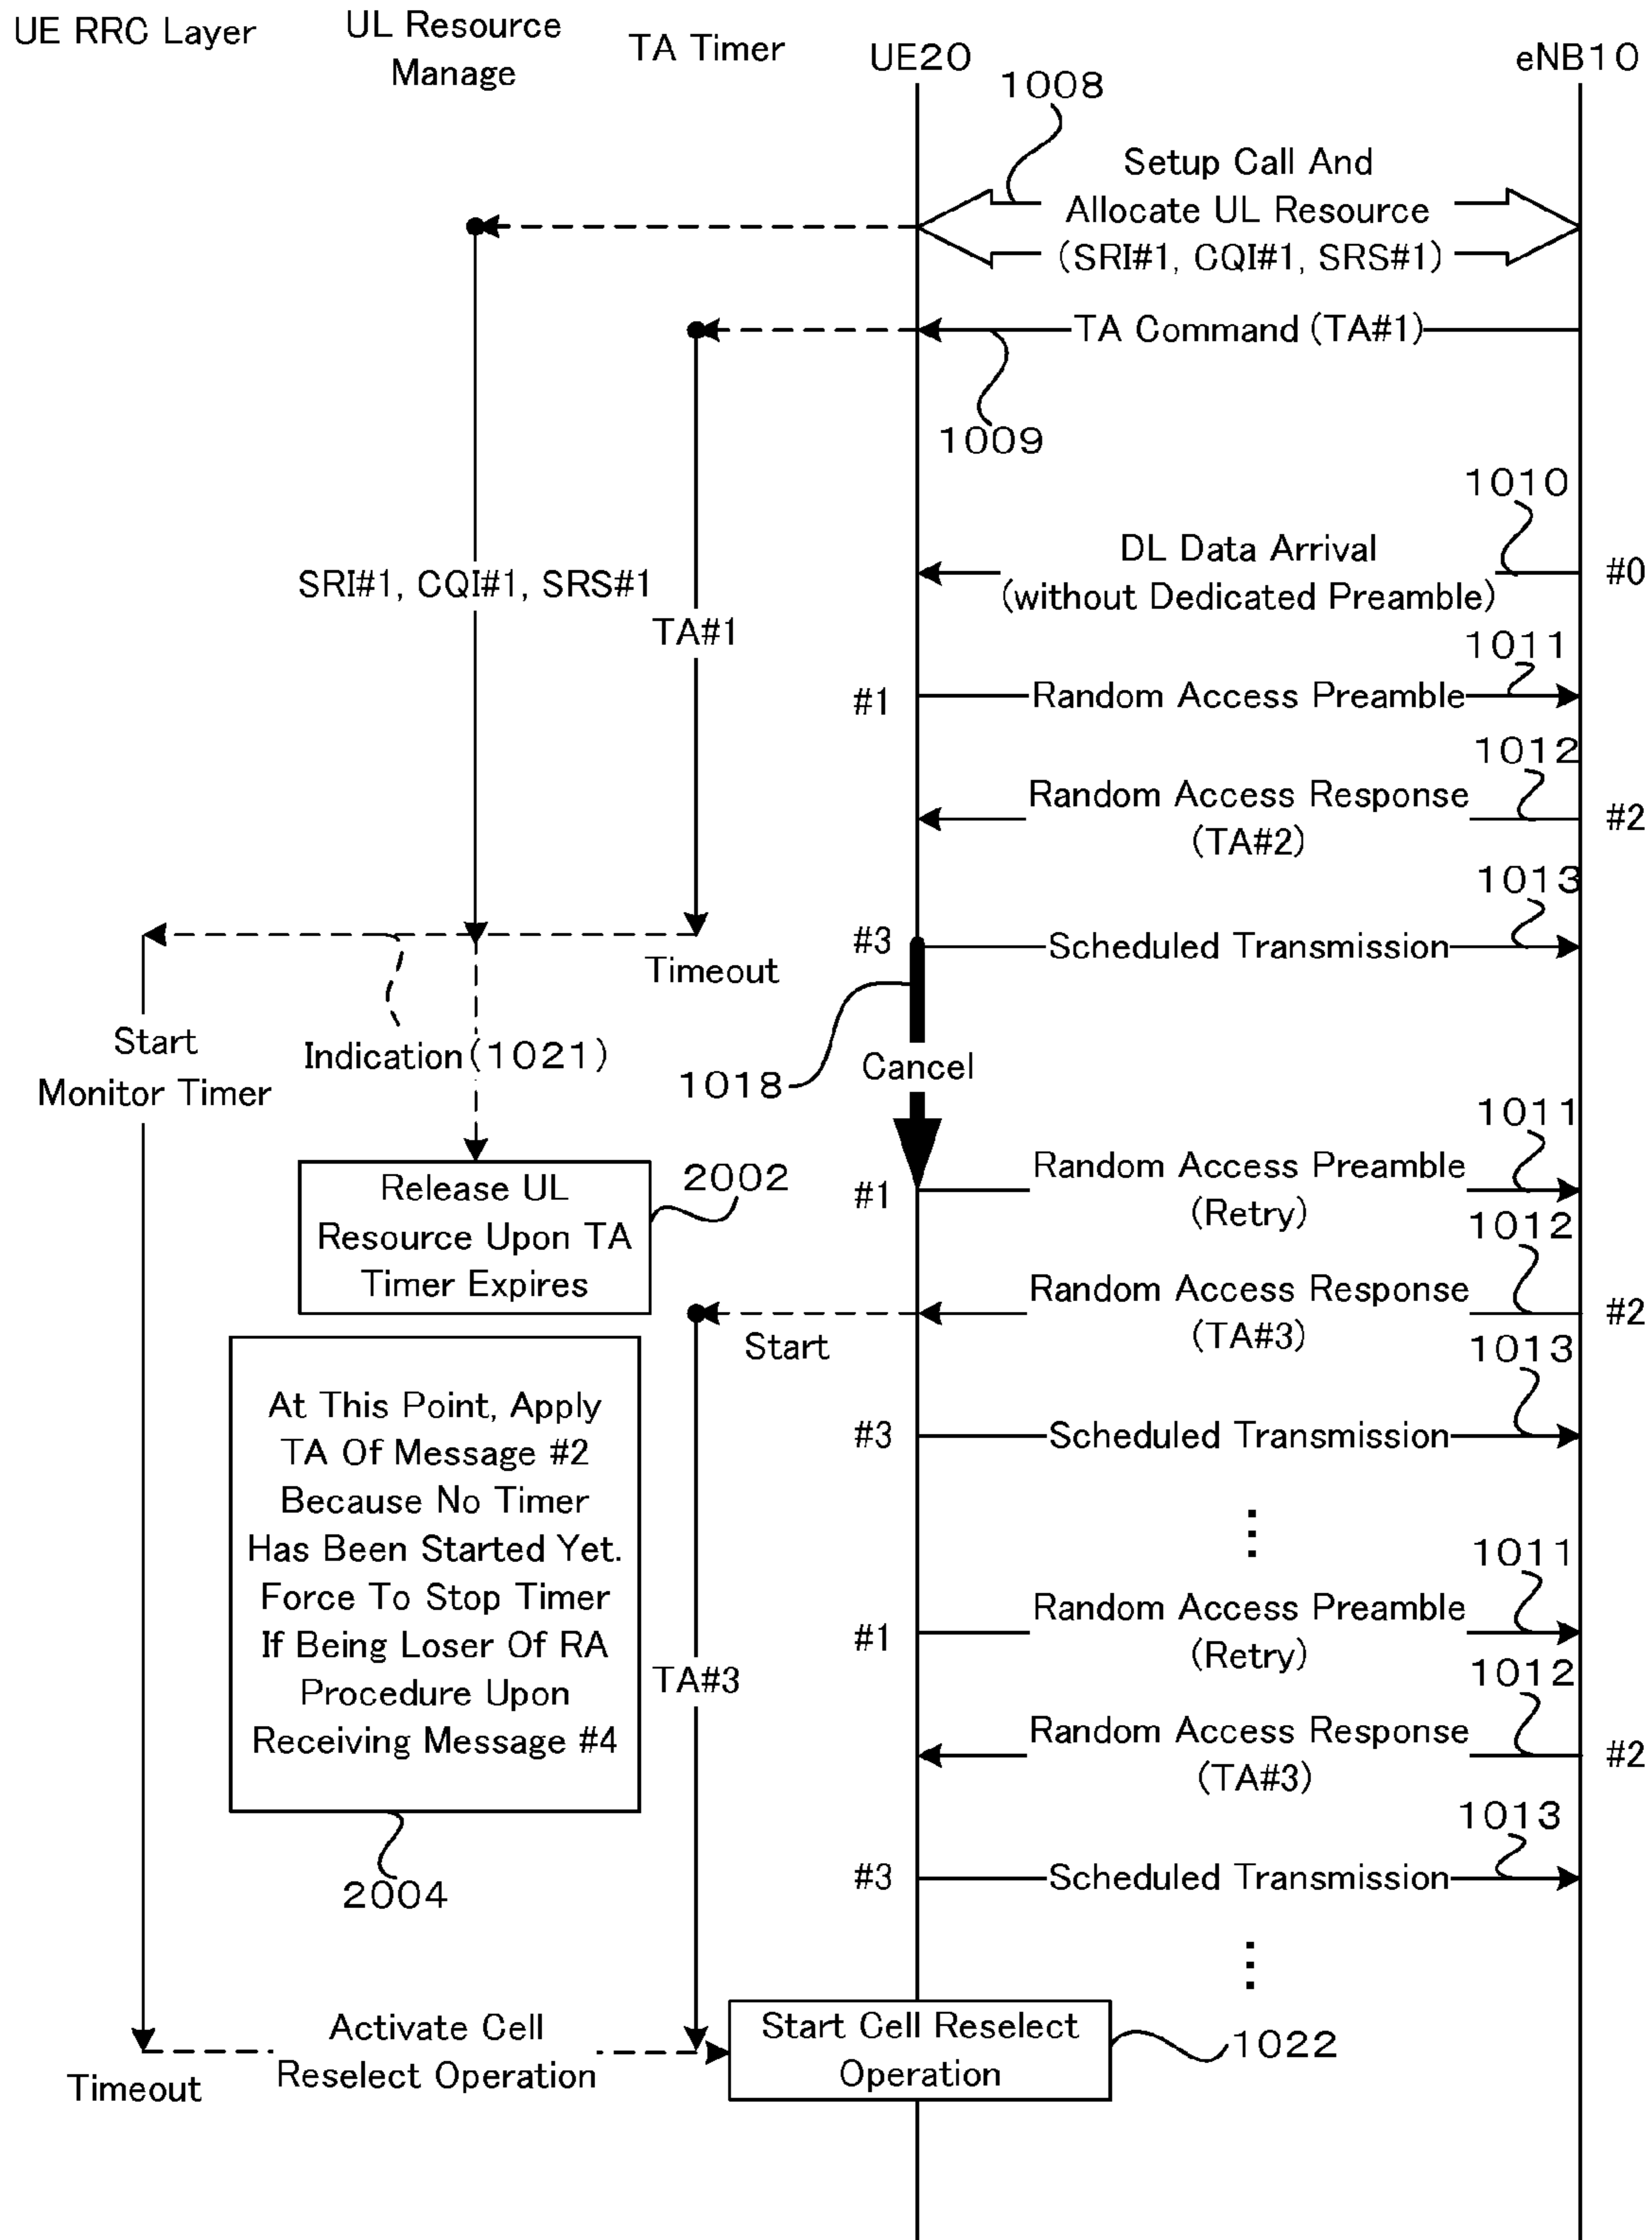 UE RRC Layer
UL Resource
Manage
TA Timer
UE20
eNB10
1008
Setup Call And
Allocate UL Resource
(SRI#1, CQI#1, SRS#1)
TA Command (TA#1)
1009
1010
DL Data Arrival
(without Dedicated Preamble)
#0
SRI#1, CQI#1, SRS#1
TA#1
1011
#1
Random Access Preamble
1012
Random Access Response
(TA#2)
#2
1013
#3
Scheduled Transmission
Timeout
Start
Monitor Timer
Indication(1021)
1018
Cancel
1011
Random Access Preamble
(Retry)
#1
Release UL
Resource Upon TA
Timer Expires
2002
1012
Random Access Response
(TA#3)
#2
Start
1013
#3
Scheduled Transmission
At This Point, Apply
TA Of Message #2
Because No Timer
Has Been Started Yet.
Force To Stop Timer
If Being Loser Of RA
Procedure Upon
Receiving Message #4
2004
TA#3
1011
Random Access Preamble
(Retry)
#1
1012
Random Access Response
(TA#3)
#2
1013
#3
Scheduled Transmission
Timeout
Activate Cell
Reselect Operation
Start Cell Reselect
Operation
1022